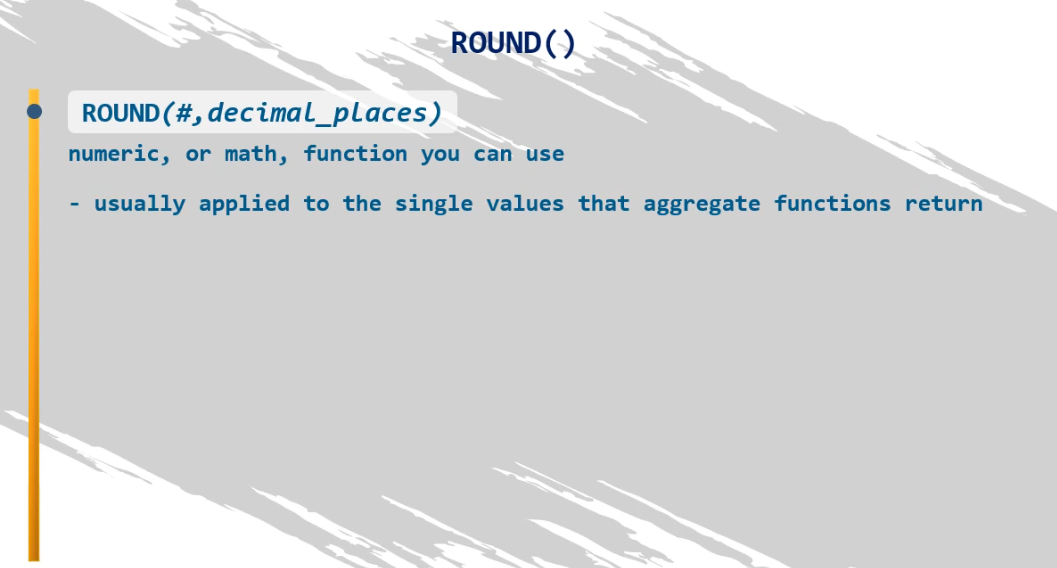 ROUND()
ROUND(#,decimal_places)
numeric, or math, function you can use
- usually applied to the single values that aggregate functions return